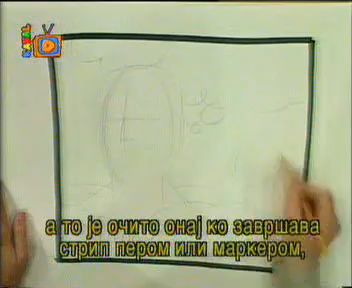 а то је очито онај ко завршава
стрип пером или маркером,